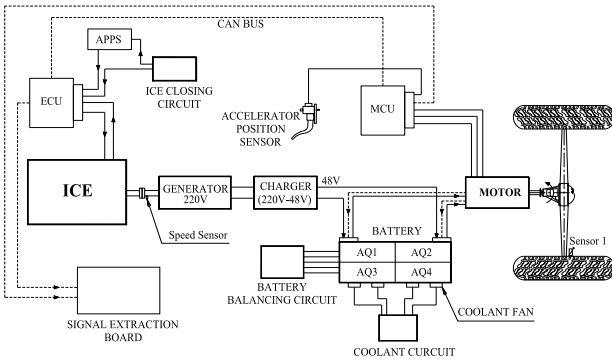 CAN BUS
APPS
ECU
ICE CLOSING
CIRCUIT
ACCELERATOR
POSITION
SENSOR
MCU
ICE
GENERATOR
220V
CHARGER
(220V-48V)
48V
MOTOR
Speed Sensor
BATTERY
AQ1
AQ2
AQ3
AQ4
Sensor 1
BATTERY
BALANCING CIRCUIT
COOLANT FAN
SIGNAL EXTRACTION
BOARD
COOLANT CURCUIT